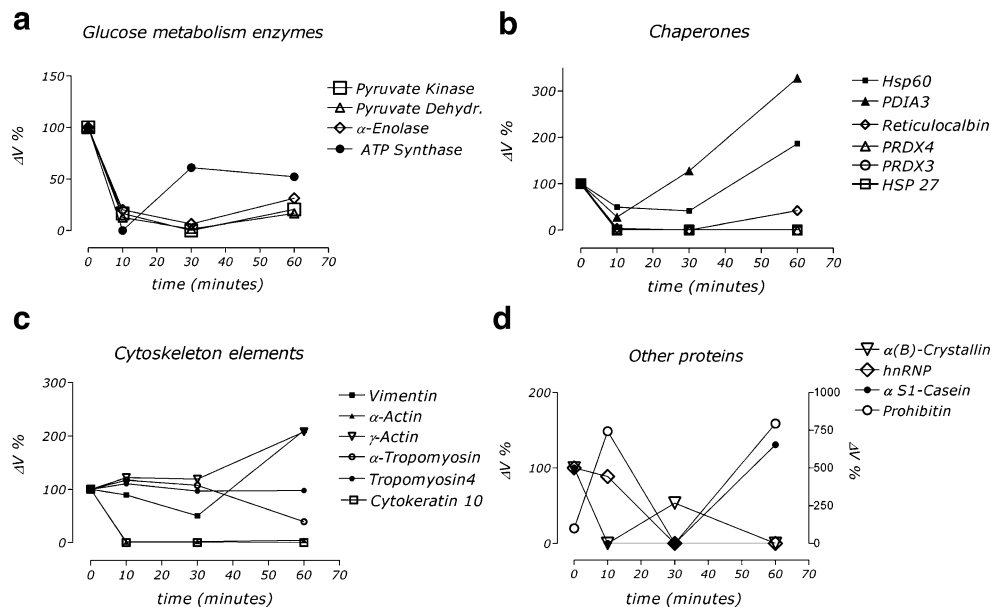 a
Glucose metabolism enzymes
150
100
50
0
ΔV %
0 10 20 30 40 50 60 70
time (minutes)
Pyruvate Kinase
Pyruvate Dehydr.
α-Enolase
ATP Synthase
b
Chaperones
300
200
100
0
ΔV %
0 10 20 30 40 50 60 70
time (minutes)
Hsp60
PDIA3
Reticulocalbin
PRDX4
PRDX3
HSP 27
c
Cytoskeleton elements
300
200
100
0
ΔV %
0 10 20 30 40 50 60 70
time (minutes)
Vimentin
α-Actin
γ-Actin
α-Tropomyosin
Tropomyosin4
Cytokeratin 10
d
Other proteins
200
100
0
ΔV %
1000
750
500
250
0
ΔV %
0 10 20 30 40 50 60 70
time (minutes)
α(B)-Crystallin
hnRNP
α S1-Casein
Prohibitin